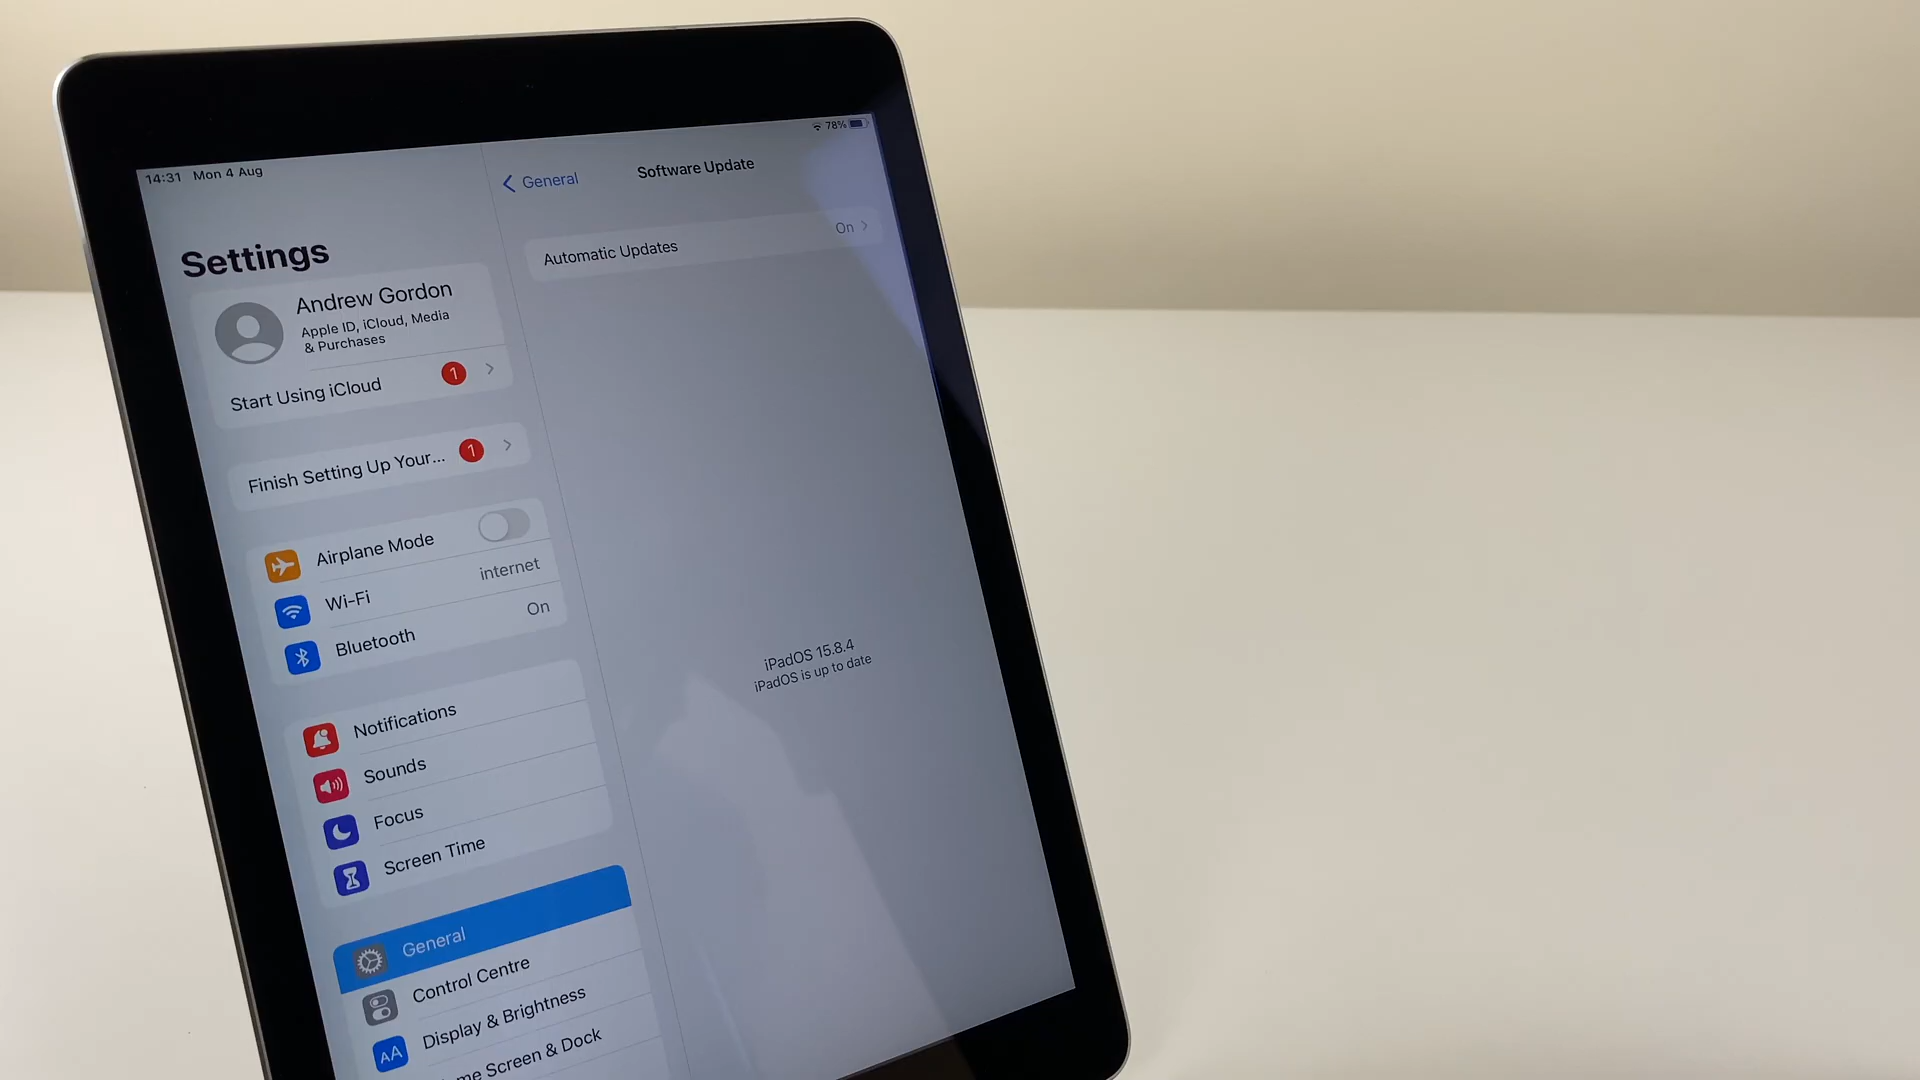 14:31 Mon 4 Aug
78%
Settings
Andrew Gordon
Apple ID, iCloud, Media
& Purchases
Start Using iCloud 1
Finish Setting Up Your... 1
Airplane Mode
Wi-Fi internet
Bluetooth On
Notifications
Sounds
Focus
Screen Time
General
Control Centre
AA Display & Brightness
Screen & Dock
General
Software Update
Automatic Updates On
iPadOS 15.8.4
iPadOS is up to date